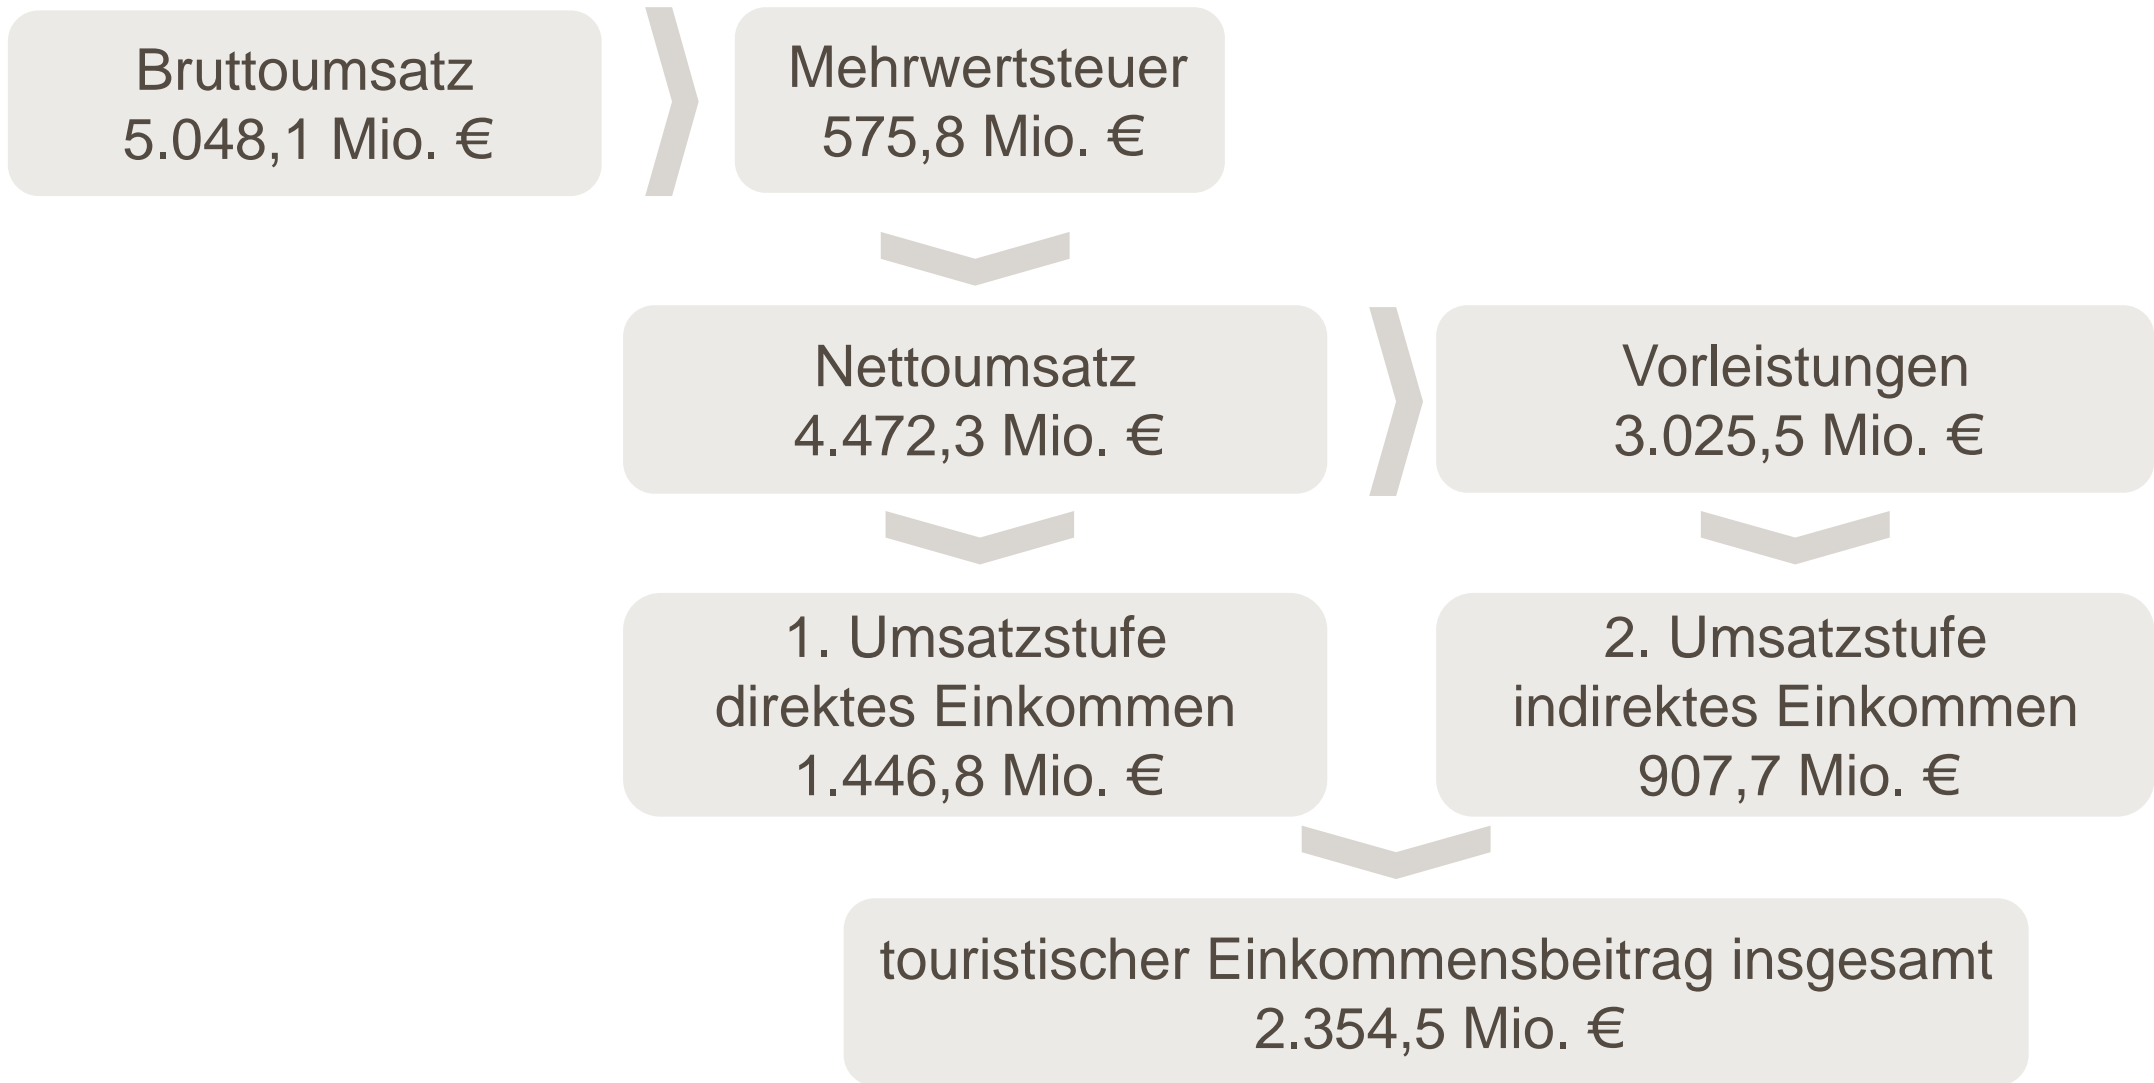 Bruttoumsatz
5.048,1 Mio. €
Mehrwertsteuer
575,8 Mio. €
Nettoumsatz
4.472,3 Mio. €
Vorleistungen
3.025,5 Mio. €
1. Umsatzstufe
direktes Einkommen
1.446,8 Mio. €
2. Umsatzstufe
indirektes Einkommen
907,7 Mio. €
touristischer Einkommensbeitrag insgesamt
2.354,5 Mio. €